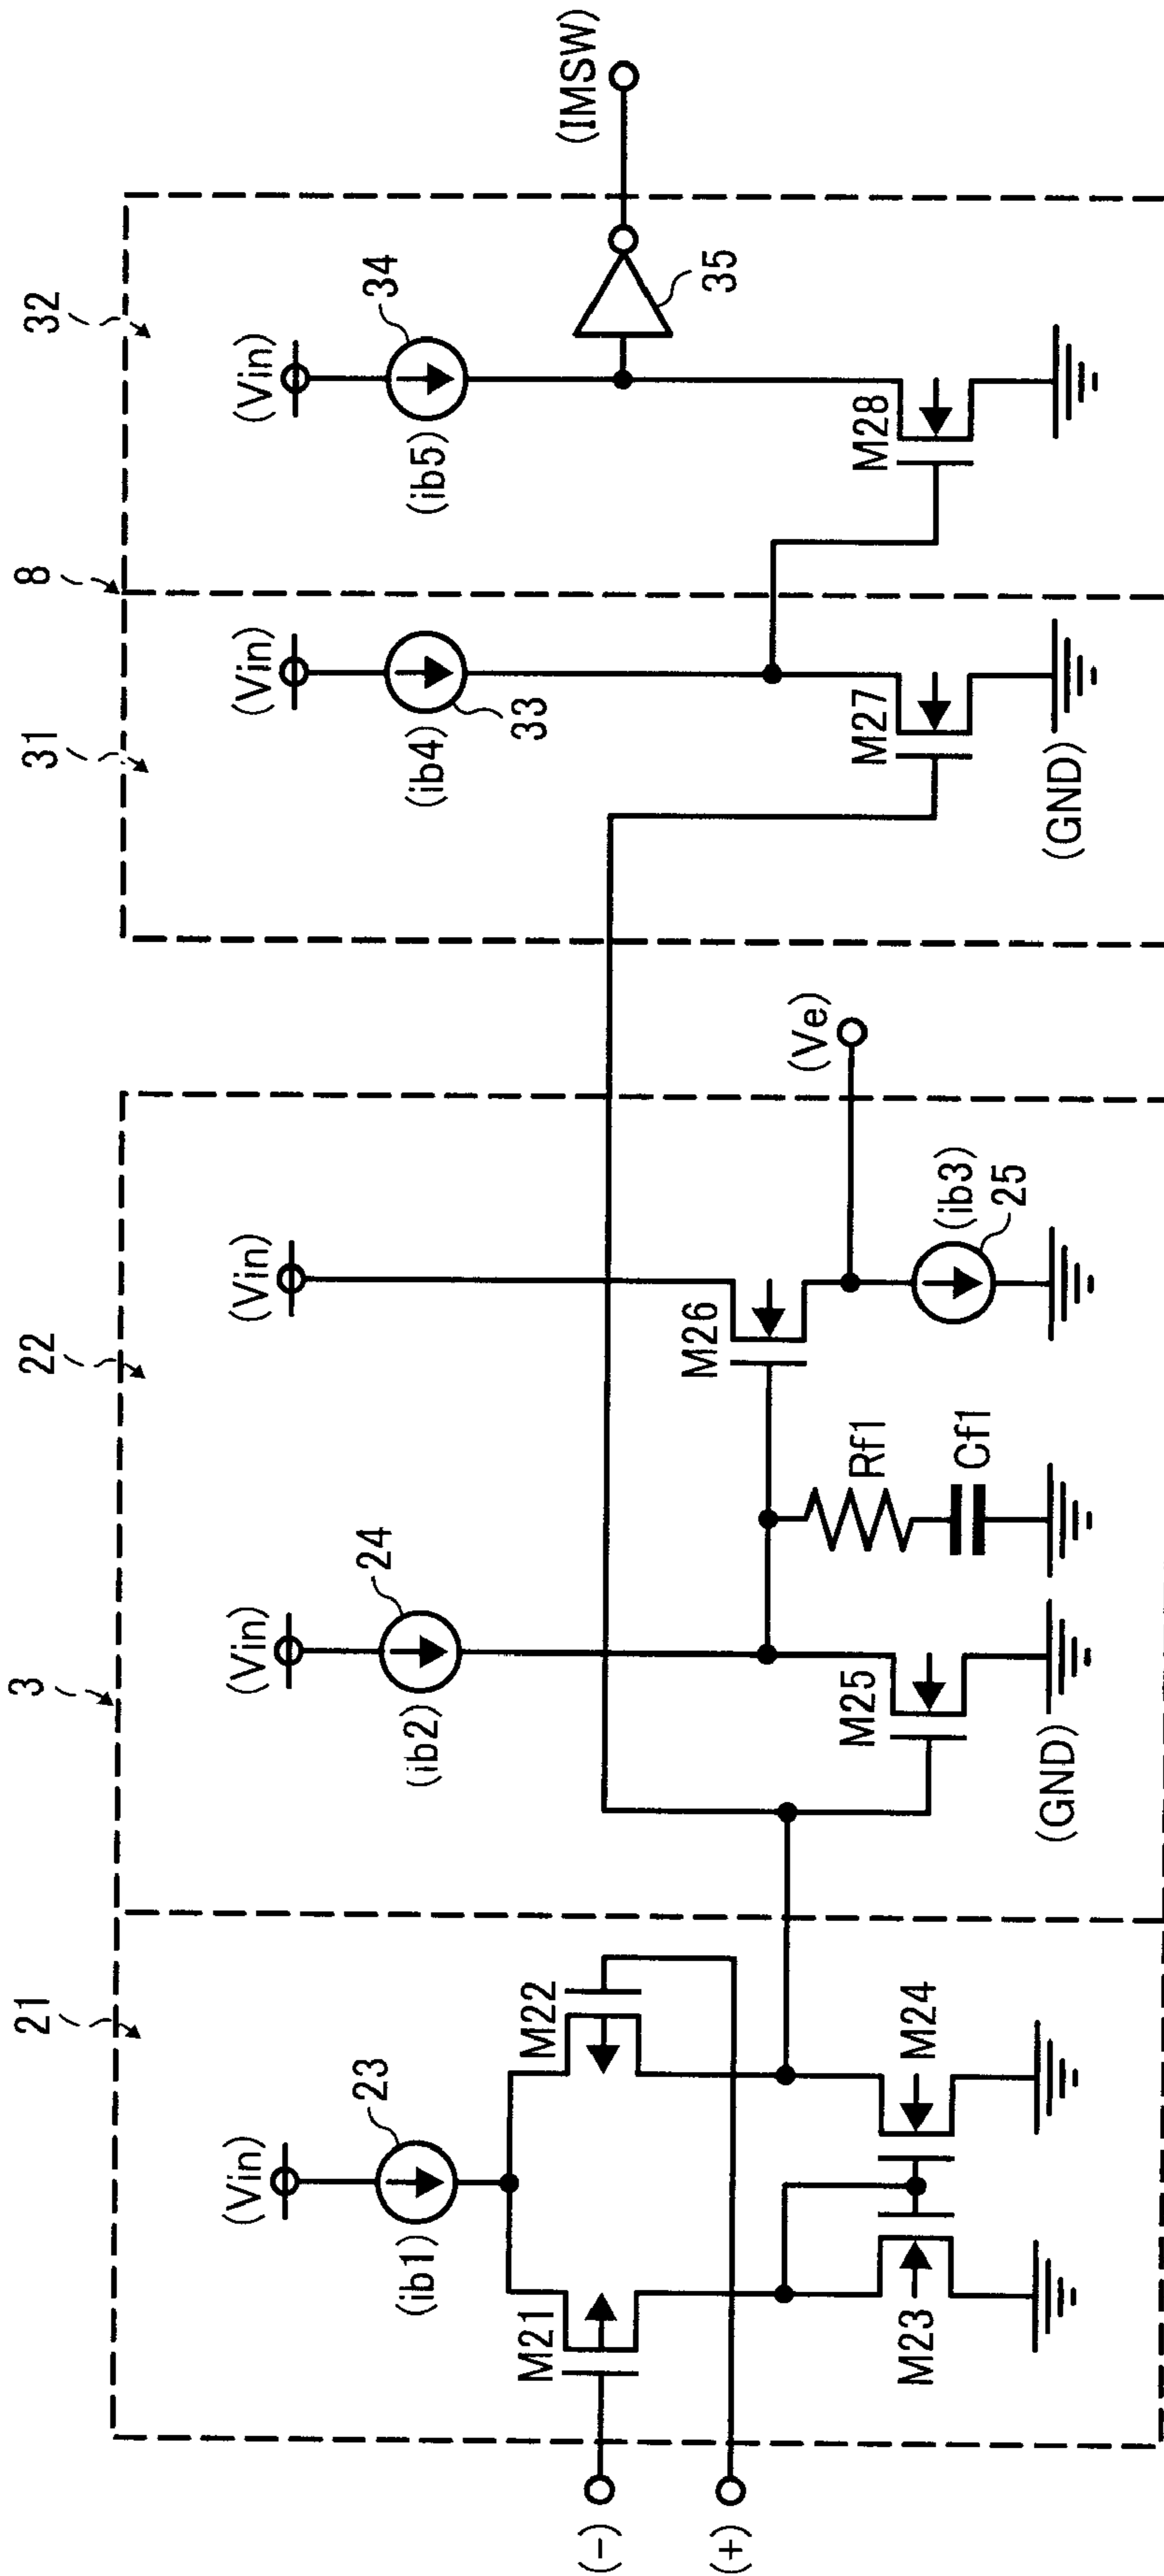 21
3
22
31
8
32
(Vin)
(Vin)
(Vin)
(Vin)
(Vin)
23
24
33
34
(ib1)
(ib2)
(ib4)
(ib5)
M21
M22
(IMSW)
35
(-)
(+)
M23
M24
M25
M26
Rf1
Cf1
(Ve)
(ib3)
25
M27
M28
(GND)
(GND)